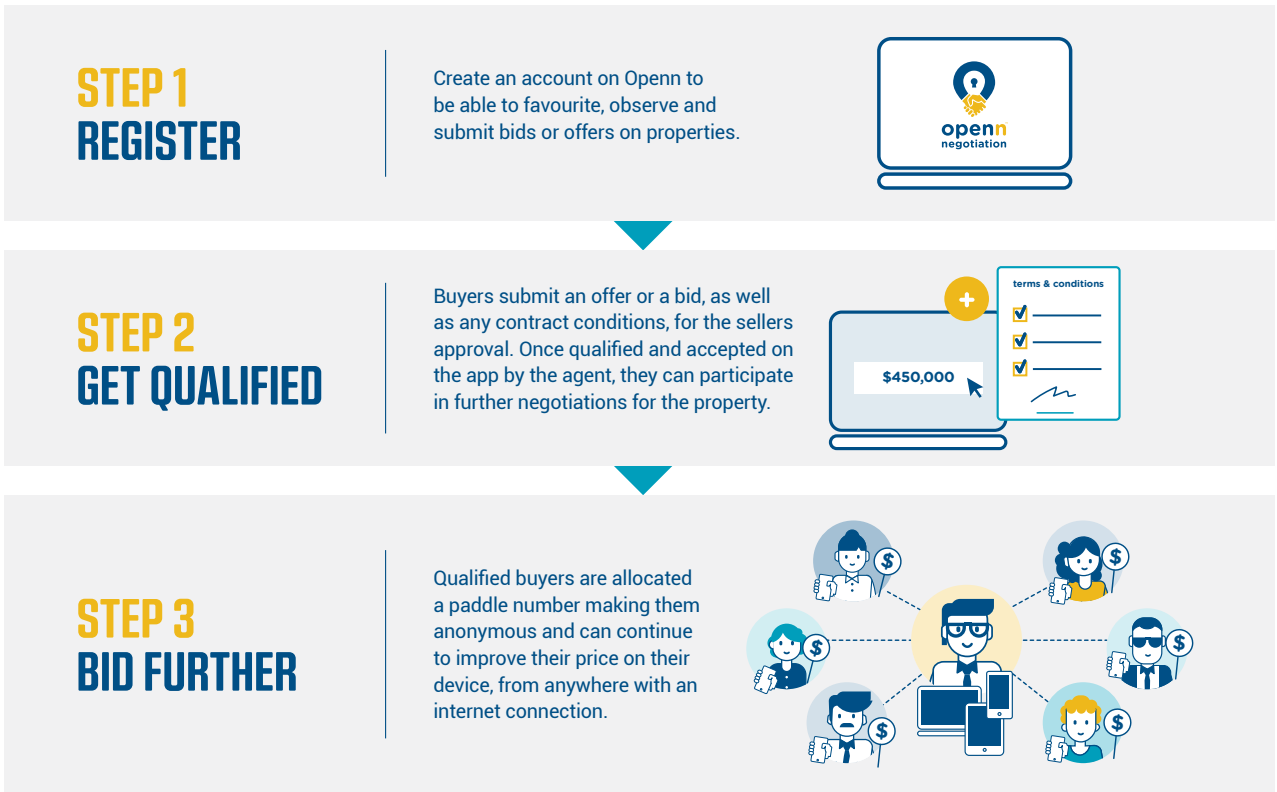 STEP 1
REGISTER
Create an account on Openn to
be able to favourite, observe and
submit bids or offers on properties.
openn
negotiation
STEP 2
GET QUALIFIED
Buyers submit an offer or a bid, as well
as any contract conditions, for the sellers
approval. Once qualified and accepted on
the app by the agent, they can participate
in further negotiations for the property.
$450,000
terms & conditions
STEP 3
BID FURTHER
Qualified buyers are allocated
a paddle number making them
anonymous and can continue
to improve their price on their
device, from anywhere with an
internet connection.
$
$
$
$
$
$